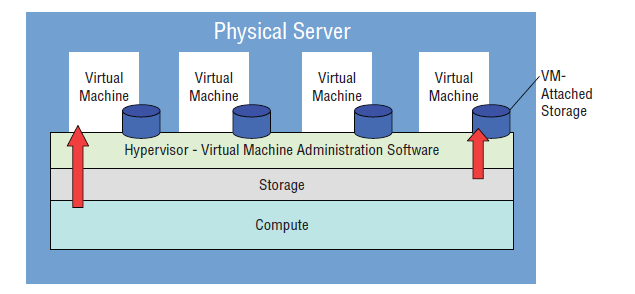 Physical Server
Virtual
Machine
Virtual
Machine
Virtual
Machine
Virtual
Machine
VM-
Attached
Storage
Hypervisor - Virtual Machine Administration Software
Storage
Compute